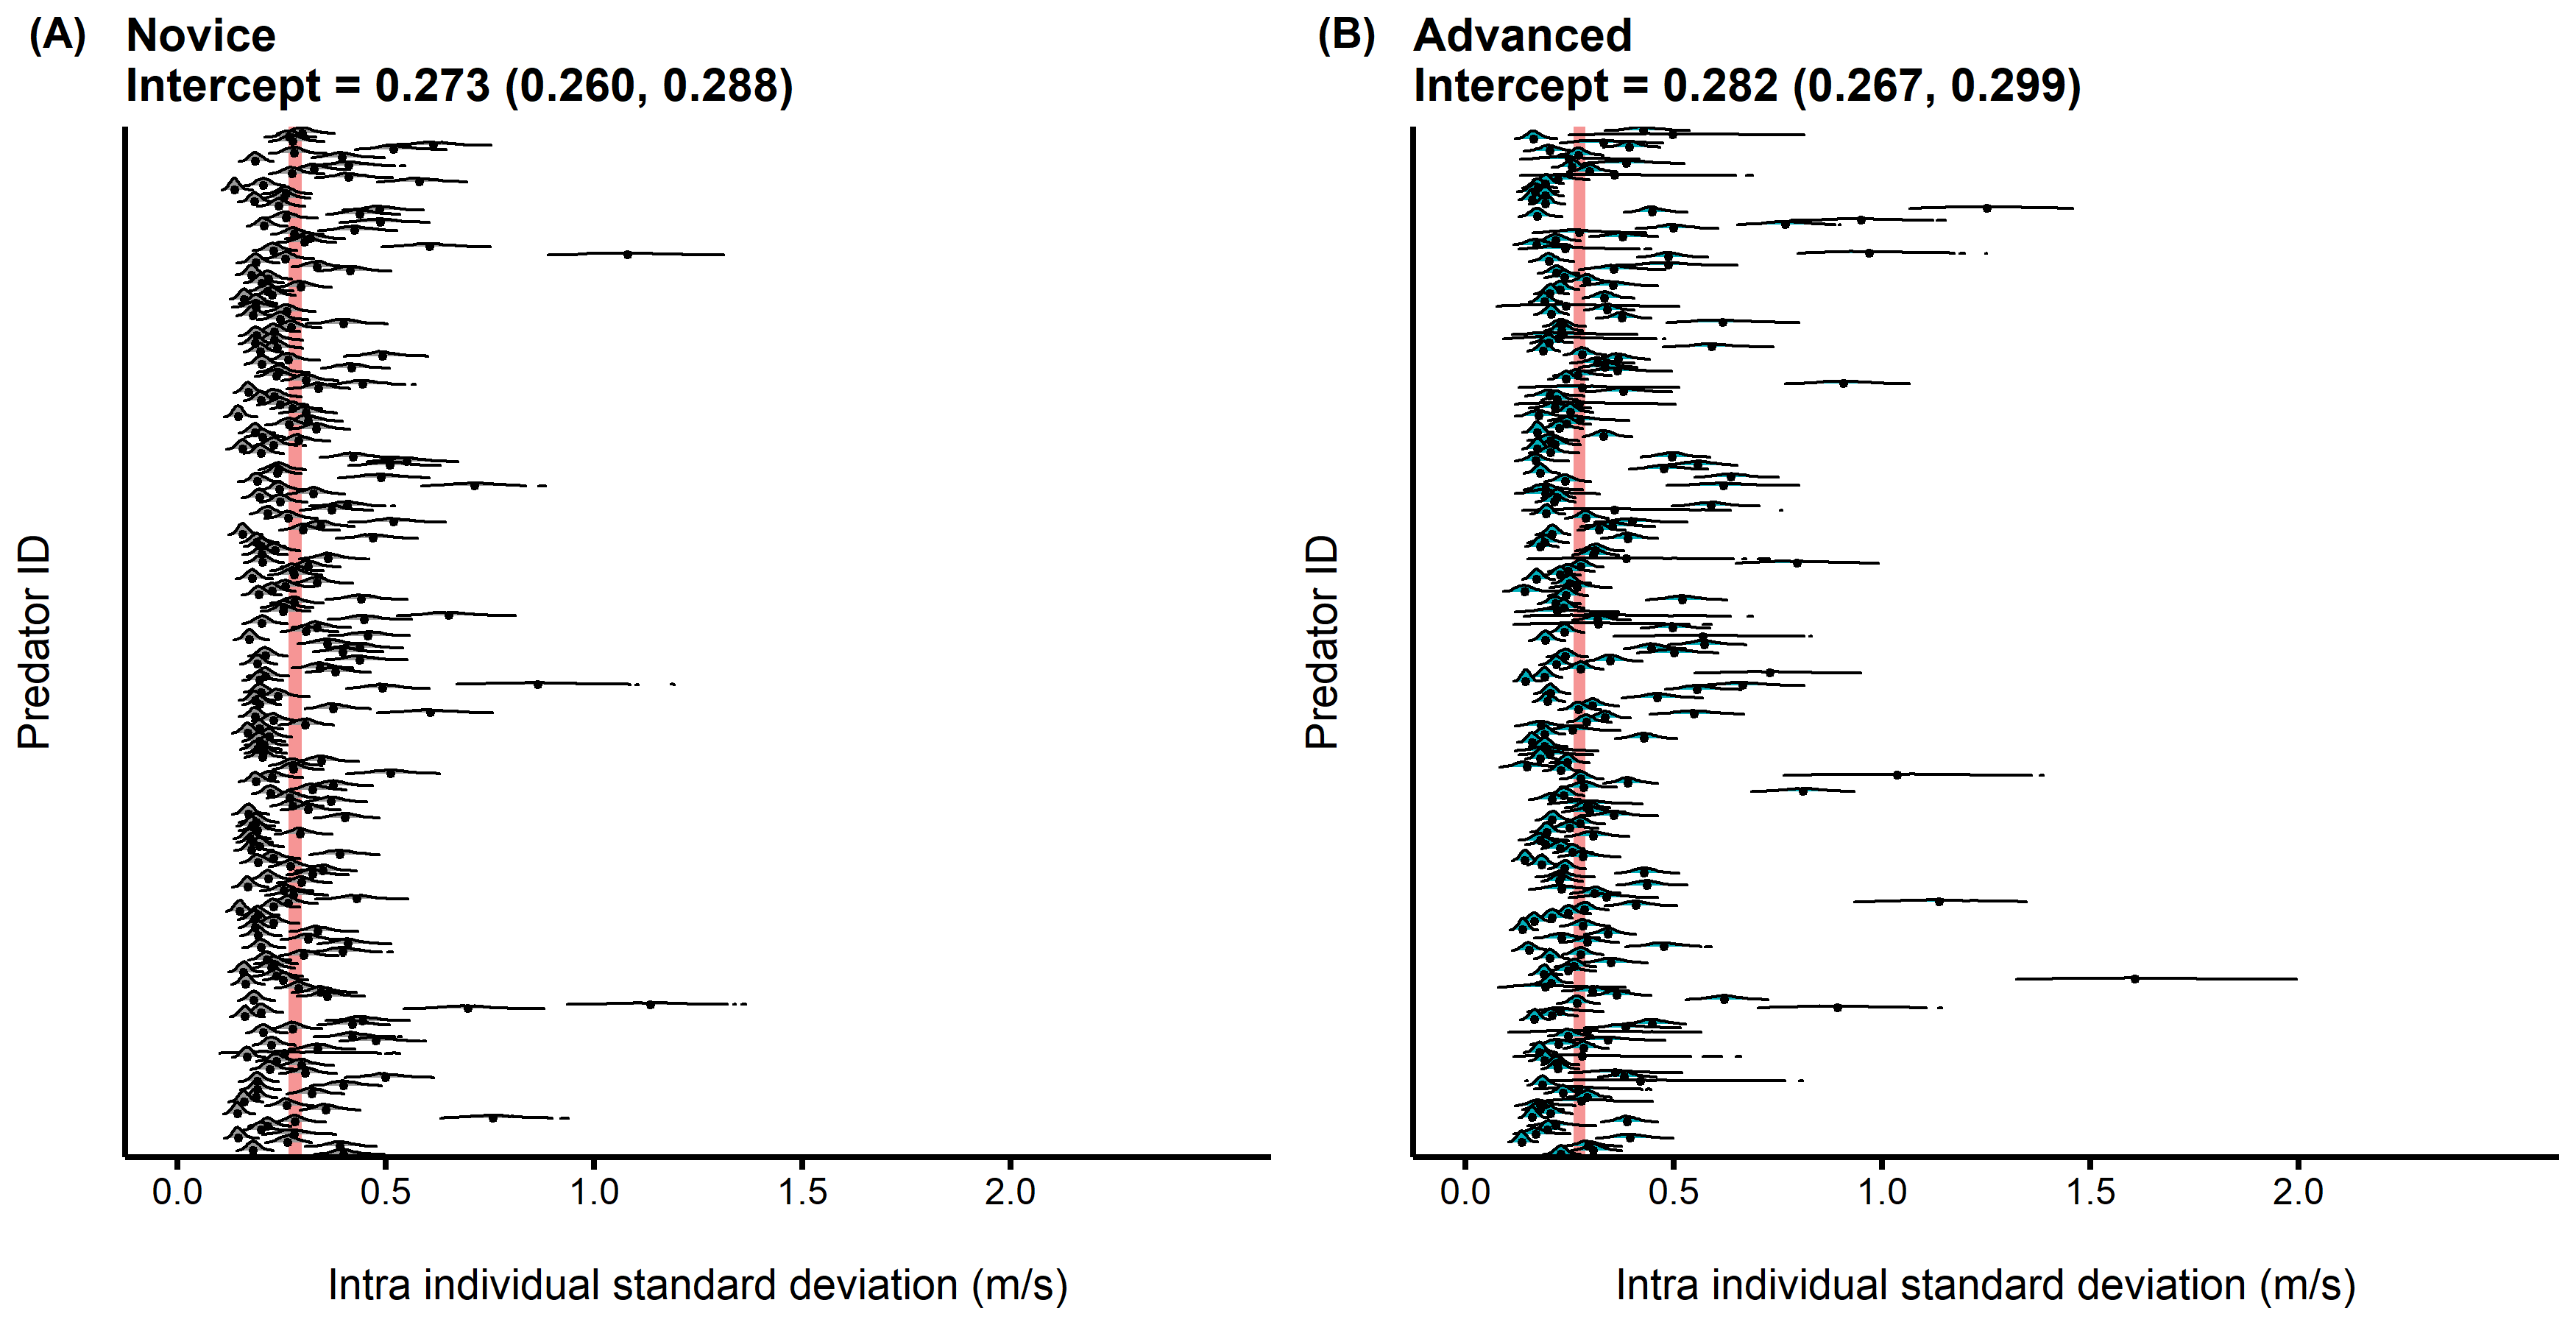 (A) Novice
Intercept = 0.273 (0.260, 0.288)
Predator ID
0.0 0.5 1.0 1.5 2.0
Intra individual standard deviation (m/s)
(B) Advanced
Intercept = 0.282 (0.267, 0.299)
Predator ID
0.0 0.5 1.0 1.5 2.0
Intra individual standard deviation (m/s)